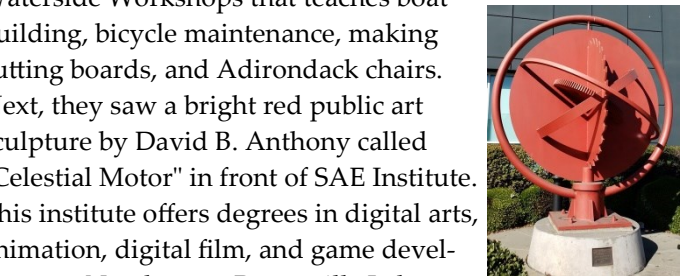 Waterside Workshops that teaches boat
uilding, bicycle maintenance, making
utting boards, and Adirondack chairs.
ext, they saw a bright red public art
culpture by David B. Anthony called
Celestial Motor" in front of SAE Institute.
his institute offers degrees in digital arts,
nimation, digital film, and game devel-